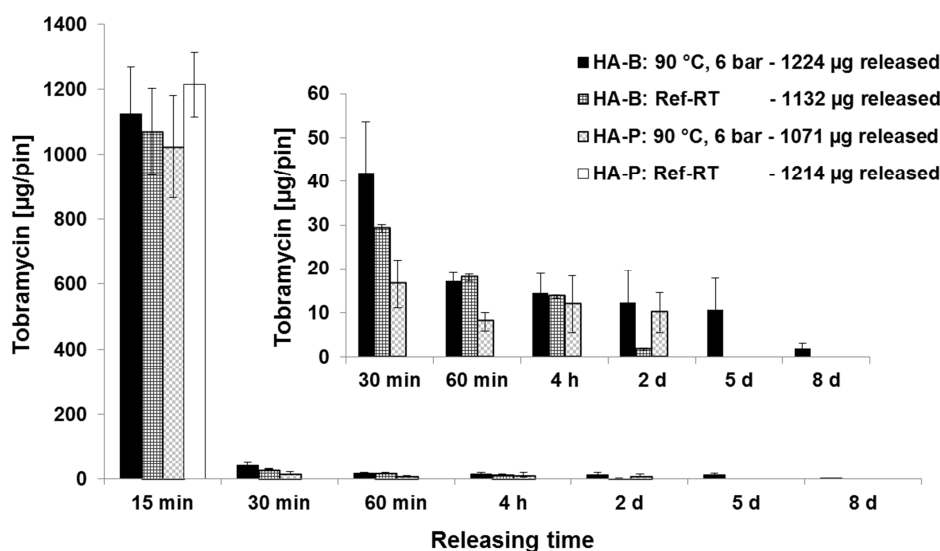 1400
1200
1000
800
600
400
200
0
Tobramycin [µg/pin]
HA-B: 90 °C, 6 bar - 1224 µg released
HA-B: Ref-RT - 1132 µg released
HA-P: 90 °C, 6 bar - 1071 µg released
HA-P: Ref-RT - 1214 µg released
60
50
40
30
20
10
0
Tobramycin [µg/pin]
30 min 60 min 4 h 2 d 5 d 8 d
15 min 30 min 60 min 4 h 2 d 5 d 8 d
Releasing time